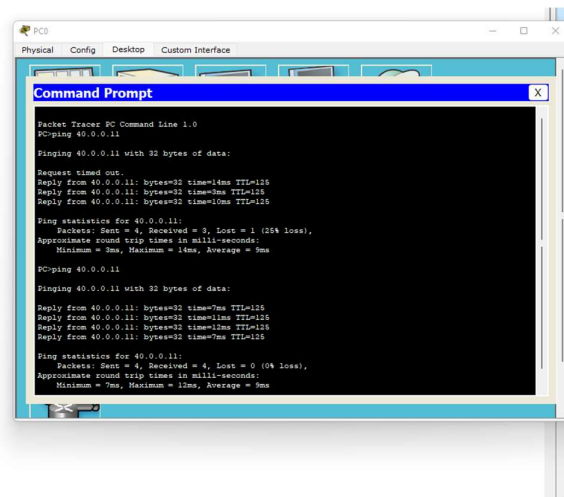 PC0
Physical Config Desktop Custom Interface
Command Prompt
X
Packet Tracer PC Command Line 1.0
PC>ping 40.0.0.11
Pinging 40.0.0.11 with 32 bytes of data:
Request timed out.
Reply from 40.0.0.11: bytes=32 time=14ms TTL=125
Reply from 40.0.0.11: bytes=32 time=3ms TTL=125
Reply from 40.0.0.11: bytes=32 time=10ms TTL=125
Ping statistics for 40.0.0.11:
Packets: Sent = 4, Received = 3, Lost = 1 (25% loss),
Approximate round trip times in milli-seconds:
Minimum = 3ms, Maximum = 14ms, Average = 9ms
PC>ping 40.0.0.11
Pinging 40.0.0.11 with 32 bytes of data:
Reply from 40.0.0.11: bytes=32 time=7ms TTL=125
Reply from 40.0.0.11: bytes=32 time=11ms TTL=125
Reply from 40.0.0.11: bytes=32 time=12ms TTL=125
Reply from 40.0.0.11: bytes=32 time=7ms TTL=125
Ping statistics for 40.0.0.11:
Packets: Sent = 4, Received = 4, Lost = 0 (0% loss),
Approximate round trip times in milli-seconds:
Minimum = 7ms, Maximum = 12ms, Average = 9ms